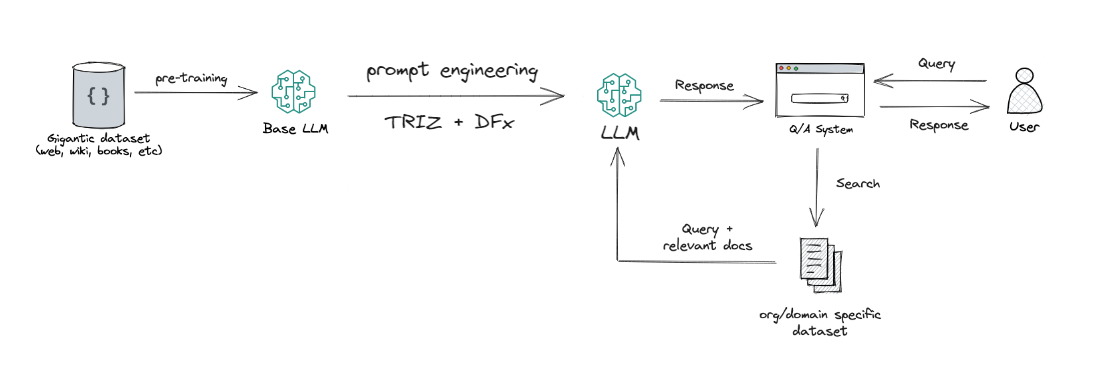 { }
Gigantic dataset
(web, wiki, books, etc)
pre-training
Base LLM
prompt engineering
TRIZ + DFx
LLM
Response
Q/A System
Query
Response
User
Search
Query +
relevant docs
org/domain specific
dataset